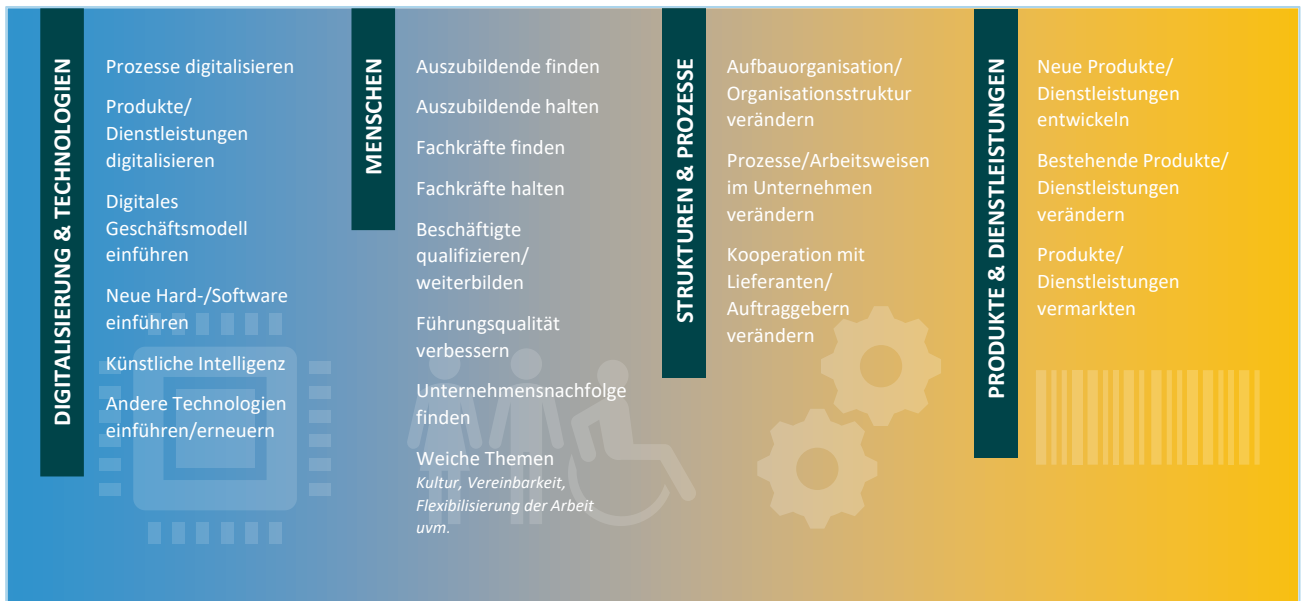 DIGITALISIERUNG & TECHNOLOGIEN
Prozesse digitalisieren
Produkte/
Dienstleistungen
digitalisieren
Digitales
Geschäftsmodell
einführen
Neue Hard-/Software
einführen
Künstliche Intelligenz
Andere Technologien
einführen/erneuern
MENSCHEN
Auszubildende finden
Auszubildende halten
Fachkräfte finden
Fachkräfte halten
Beschäftigte
qualifizieren/
weiterbilden
Führungsqualität
verbessern
Unternehmensnachfolge
finden
Weiche Themen
Kultur, Vereinbarkeit,
Flexibilisierung der Arbeit
uvm.
STRUKTUREN & PROZESSE
Aufbauorganisation/
Organisationsstruktur
verändern
Prozesse/Arbeitsweisen
im Unternehmen
verändern
Kooperation mit
Lieferanten/
Auftraggebern
verändern
PRODUKTE & DIENSTLEISTUNGEN
Neue Produkte/
Dienstleistungen
entwickeln
Bestehende Produkte/
Dienstleistungen
verändern
Produkte/
Dienstleistungen
vermarkten